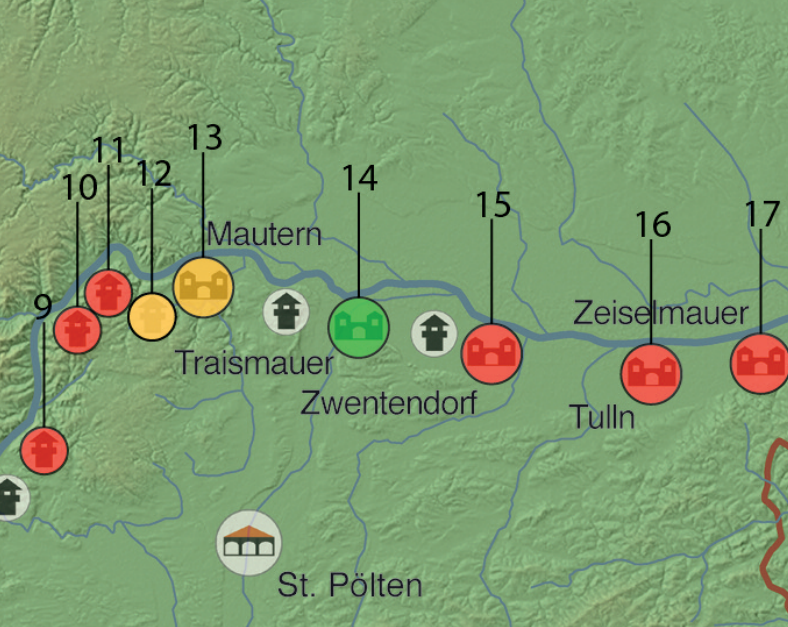 13
11
12
14
10
15
17
16
Mautern
9
Zeiselmauer
Traismauer
Zwentendorf
Tulln
St. Pölten